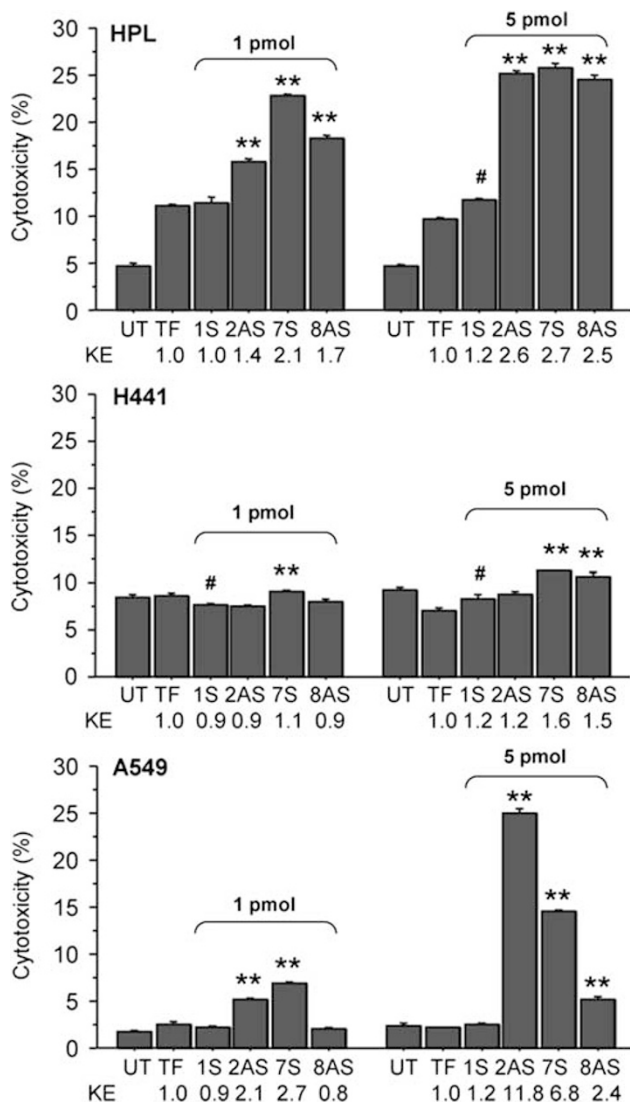 HPL
1 pmol
5 pmol
** ** **
# ** ** **
Cytotoxicity (%)
30
25
20
15
10
5
0
UT TF 1S 2AS 7S 8AS UT TF 1S 2AS 7S 8AS
KE 1.0 1.0 1.4 2.1 1.7 1.0 1.2 2.6 2.7 2.5
H441
1 pmol
5 pmol
# **
# ** **
Cytotoxicity (%)
30
25
20
15
10
5
0
UT TF 1S 2AS 7S 8AS UT TF 1S 2AS 7S 8AS
KE 1.0 0.9 0.9 1.1 0.9 1.0 1.2 1.2 1.6 1.5
A549
1 pmol
5 pmol
** **
** ** **
Cytotoxicity (%)
30
25
20
15
10
5
0
UT TF 1S 2AS 7S 8AS UT TF 1S 2AS 7S 8AS
KE 1.0 0.9 2.1 2.7 0.8 1.0 1.2 11.8 6.8 2.4